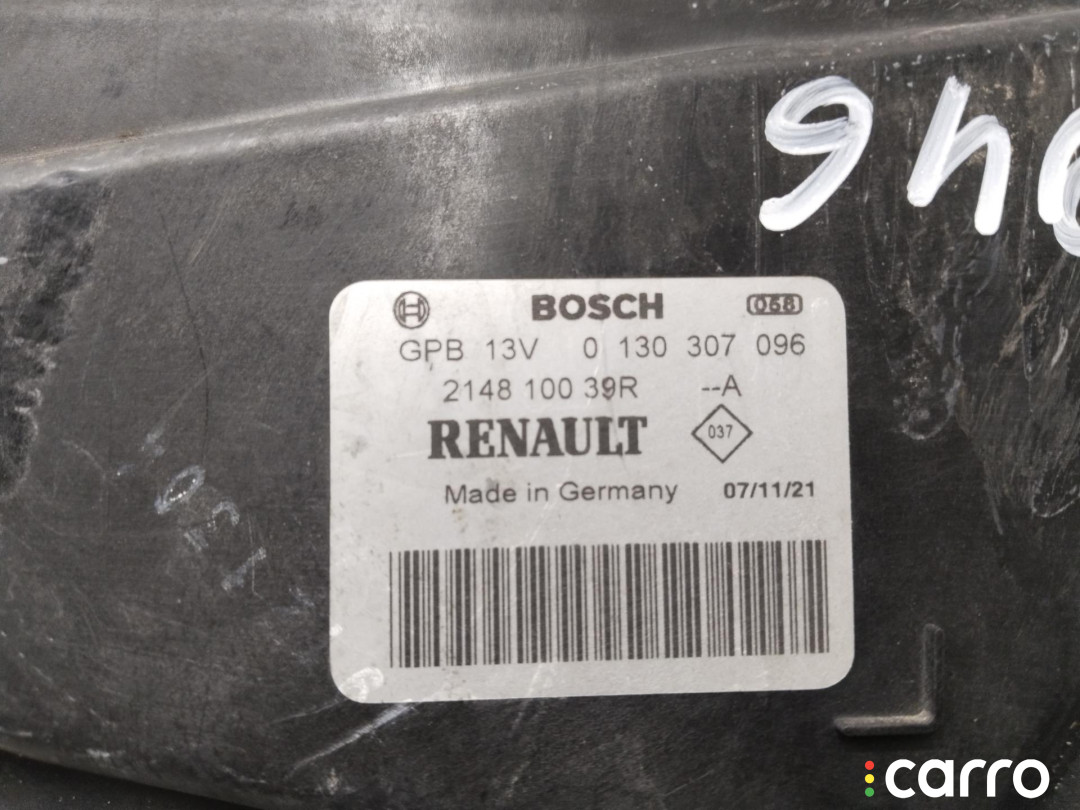 BOSCH 068
GPB 13V 0 130 307 096
2148 100 39R --A
RENAULT 037
Made in Germany 07/11/21
carro